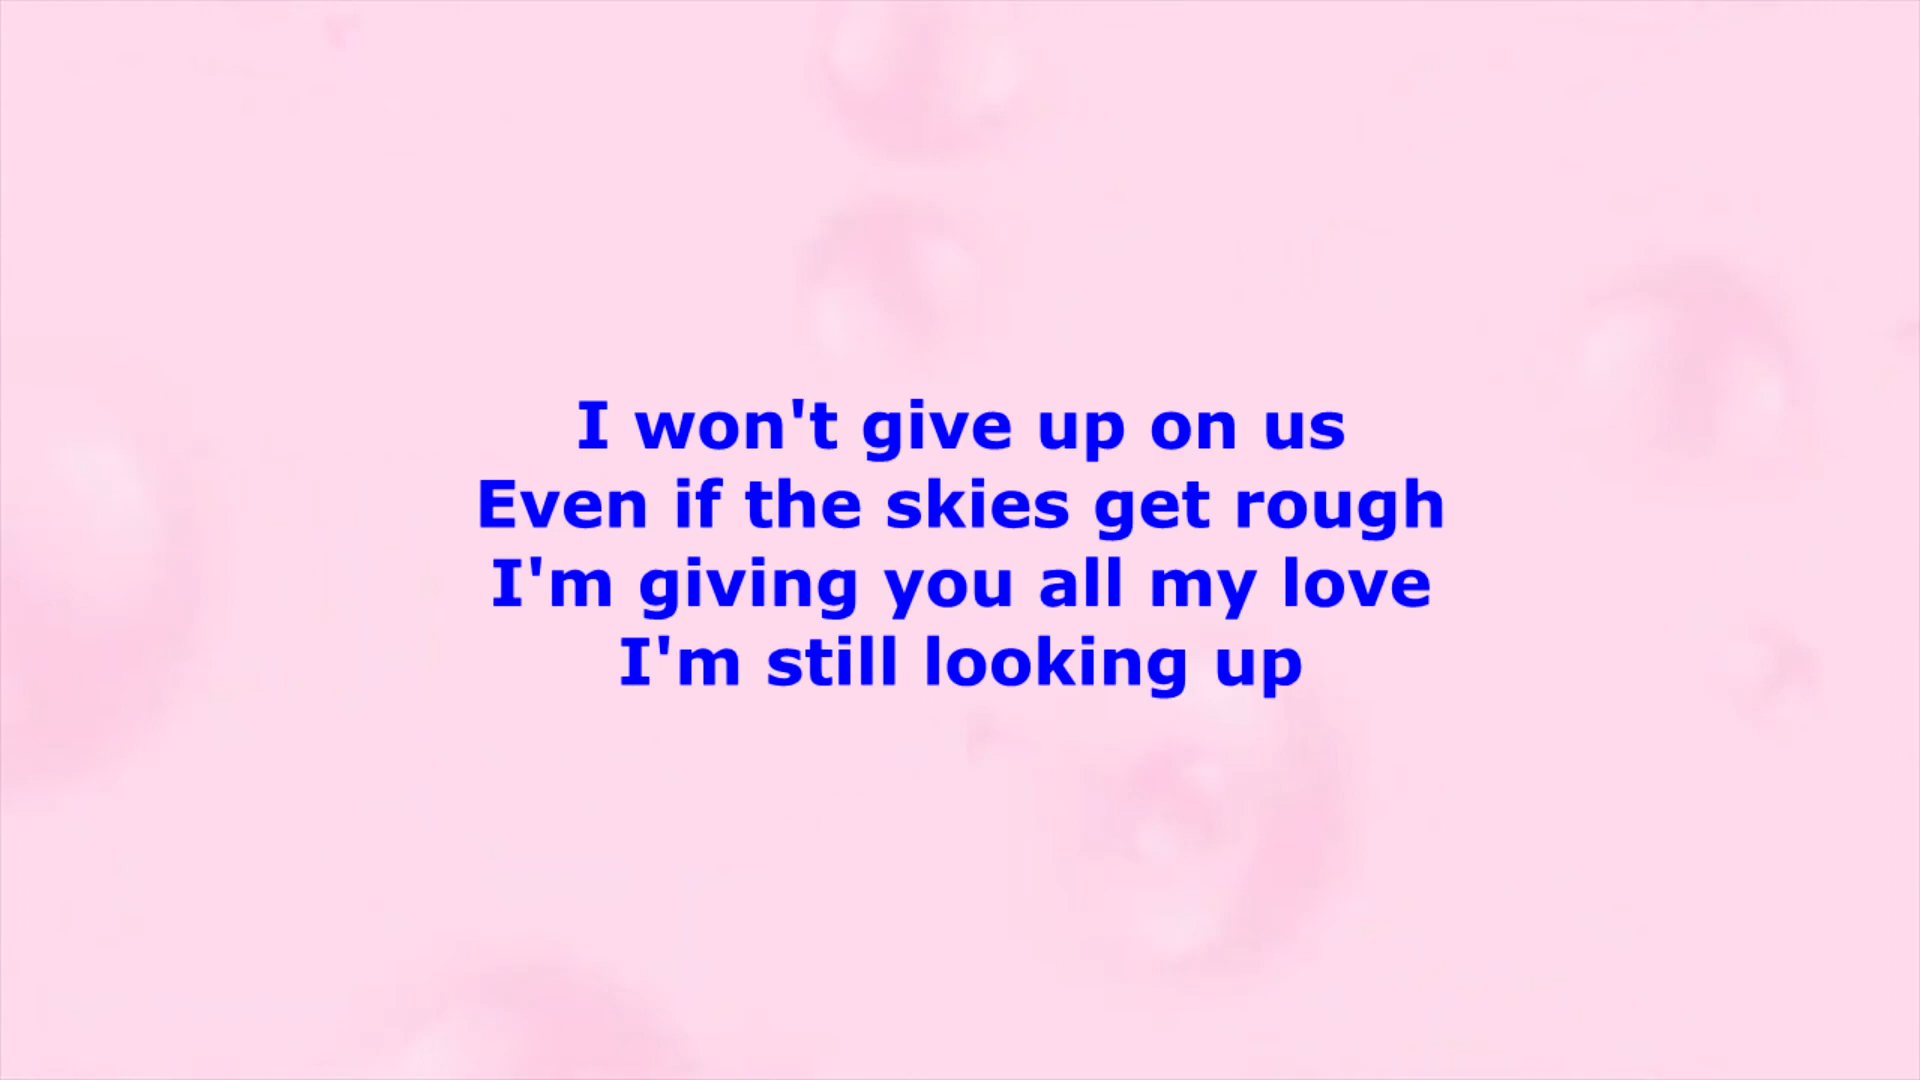 I won't give up on us
Even if the skies get rough
I'm giving you all my love
I'm still looking up